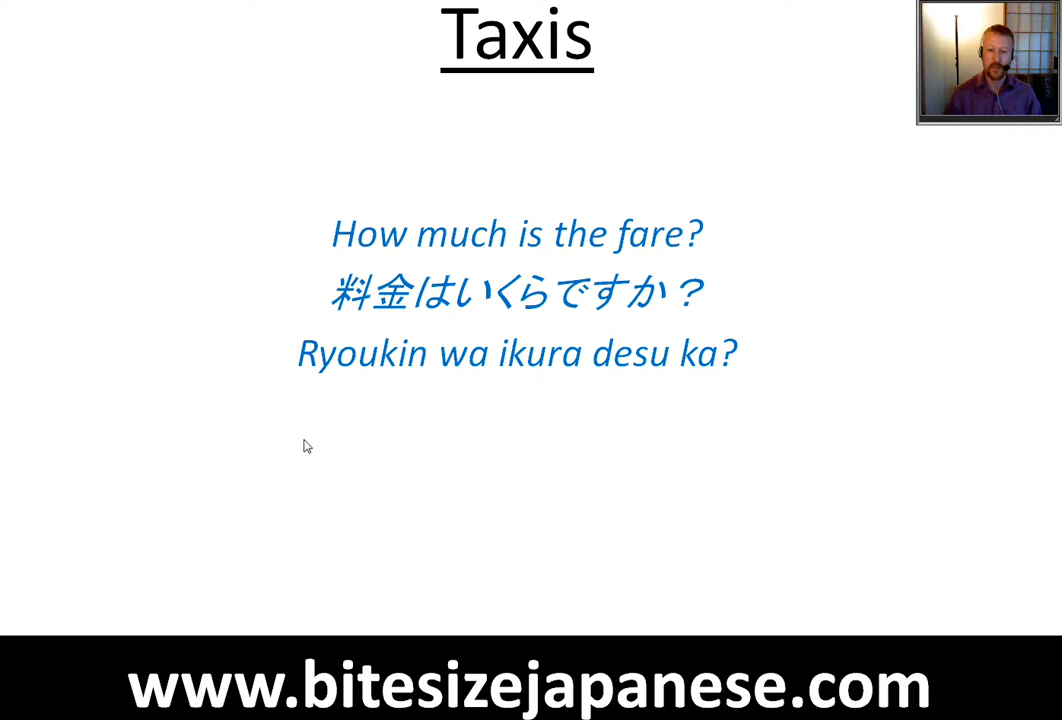 Taxis
How much is the fare?
料金はいくらですか？
Ryoukin wa ikura desu ka?
www.bitesizejapanese.com